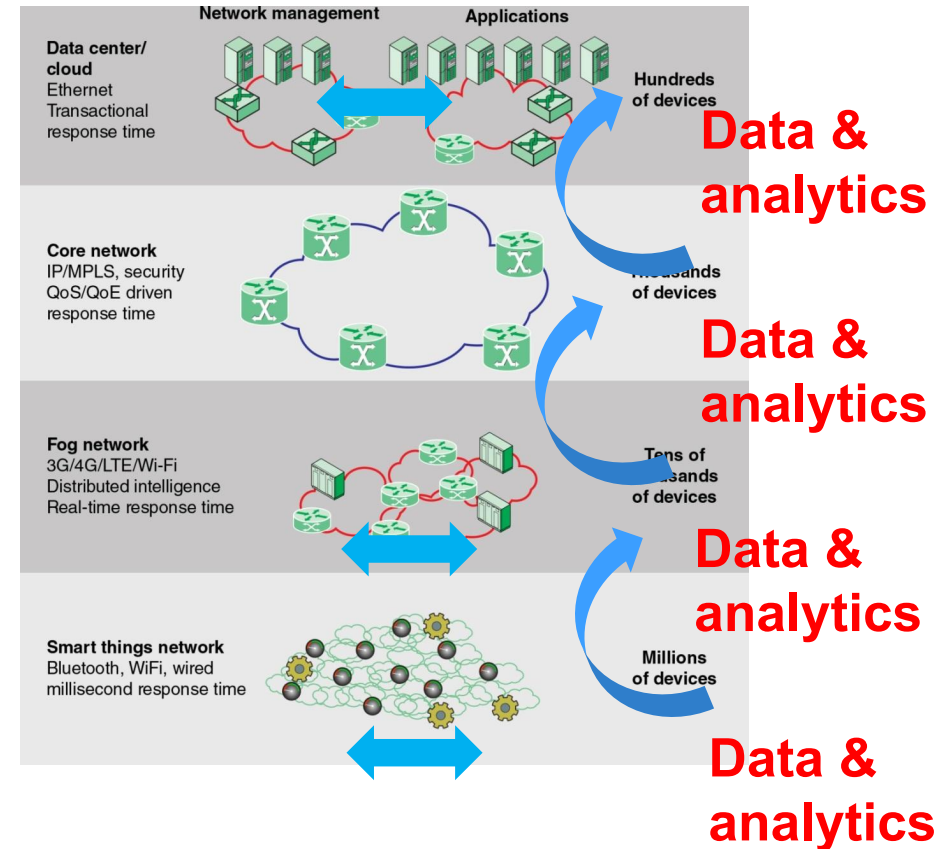 Network management
Applications
Data center/
cloud
Ethernet
Transactional
response time
Hundreds
of devices
Data &
analytics
Core network
IP/MPLS, security
QoS/QoE driven
response time
Thousands
of devices
Data &
analytics
Fog network
3G/4G/LTE/Wi-Fi
Distributed intelligence
Real-time response time
Tens of
thousands
of devices
Data &
analytics
Smart things network
Bluetooth, WiFi, wired
millisecond response time
Millions
of devices
Data &
analytics